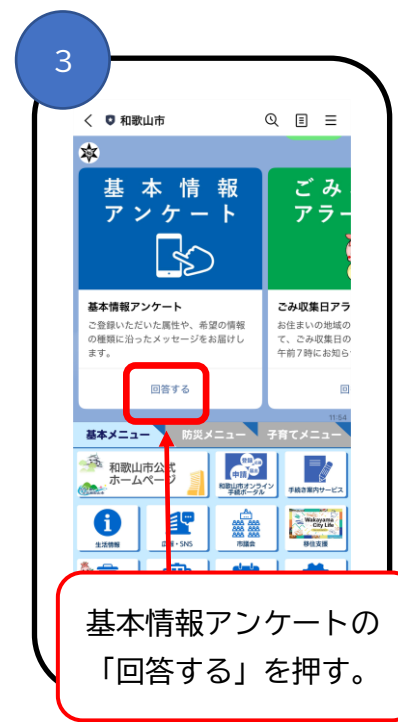 3
和歌山市
基本情報
アンケート
ごみ
アラー
基本情報アンケート
ご登録いただいた属性や、希望の情報
の種類に沿ったメッセージをお届けし
ます。
回答する
ごみ収集日アラ
お住まいの地域の
て、ごみ収集日の
午前7時にお知ら
回
11:54
基本メニュー
防災メニュー
子育てメニュー
和歌山市公式
ホームページ
申請
和歌山市オンライン
手続ポータル
手続き案内サービス
生活情報
広報・SNS
市議会
Wakayama
City Life
移住支援
基本情報アンケートの
「回答する」を押す。